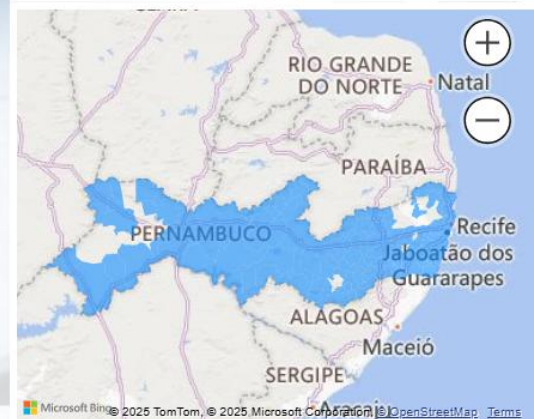 RIO GRANDE
DO NORTE
Natal
PARAÍBA
PERNAMBUCO
Recife
Jaboatão dos
Guararapes
ALAGOAS
Maceió
SERGIPE
Aracaju
Microsoft Bing
© 2025 TomTom, © 2025 Microsoft Corporation, © OpenStreetMap Terms